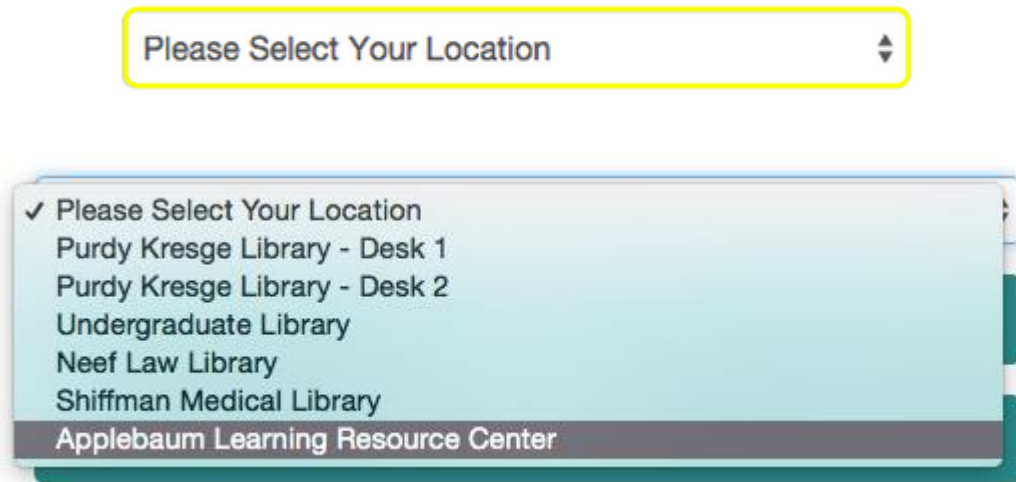 Please Select Your Location
✓ Please Select Your Location
Purdy Kresge Library - Desk 1
Purdy Kresge Library - Desk 2
Undergraduate Library
Neef Law Library
Shiffman Medical Library
Applebaum Learning Resource Center